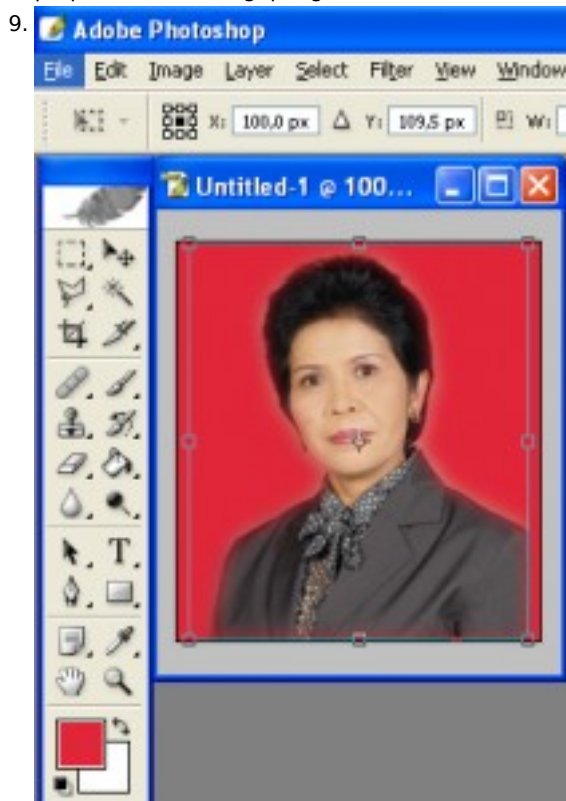 9.
Adobe Photoshop
File Edit Image Layer Select Filter View Window
X: 100,0 px Y: 109,5 px W:
Untitled-1 @ 100...
T